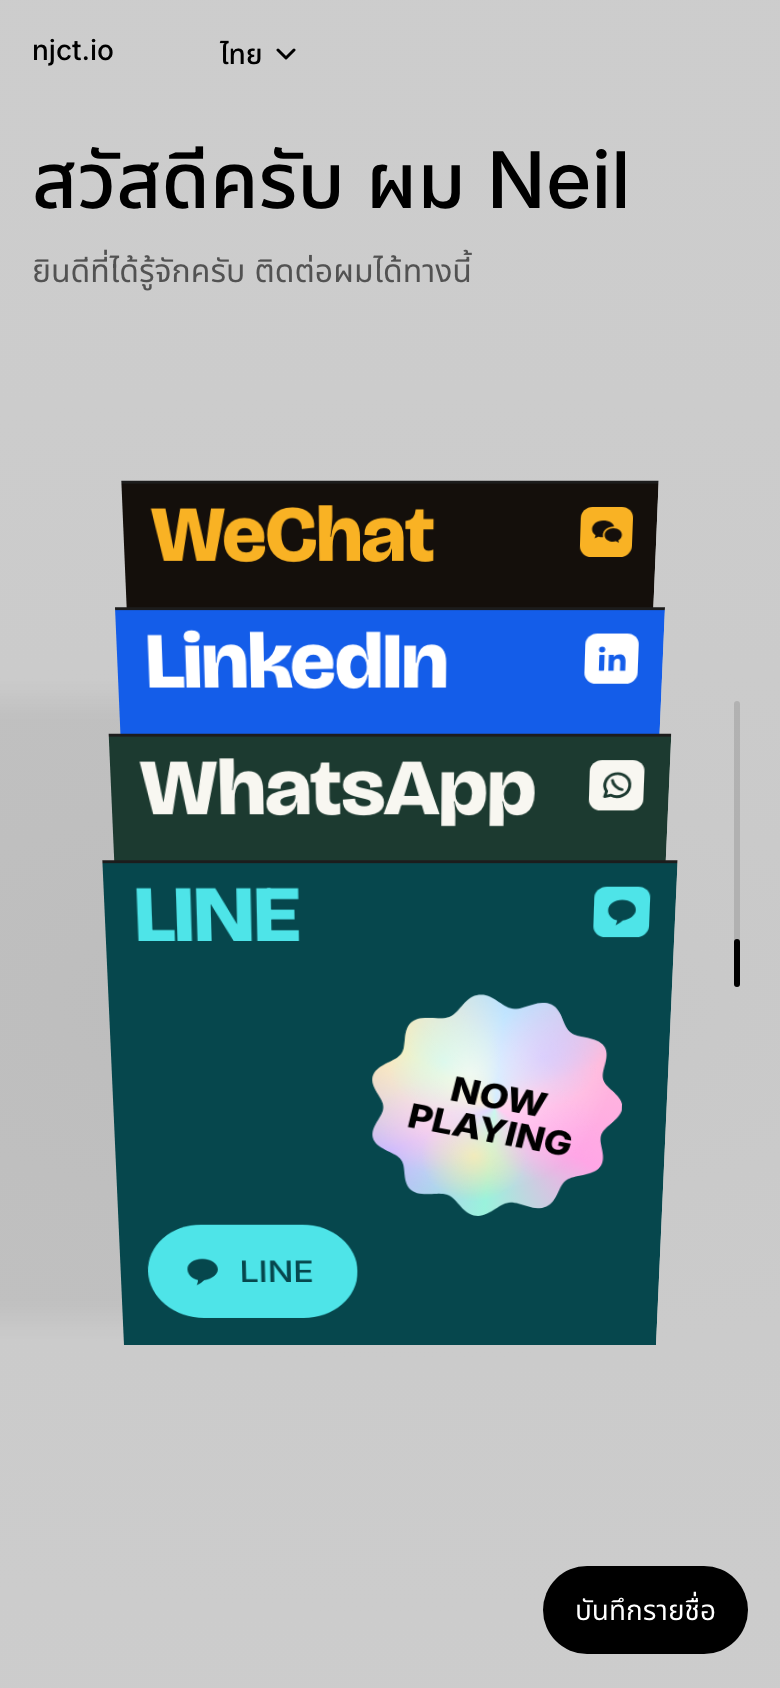 njct.io
ไทย
สวัสดีครับ ผม Neil
ยินดีที่ได้รู้จักครับ ติดต่อผมได้ทางนี้
WeChat
LinkedIn
in
WhatsApp
LINE
NOW
PLAYING
LINE
บันทึกรายชื่อ